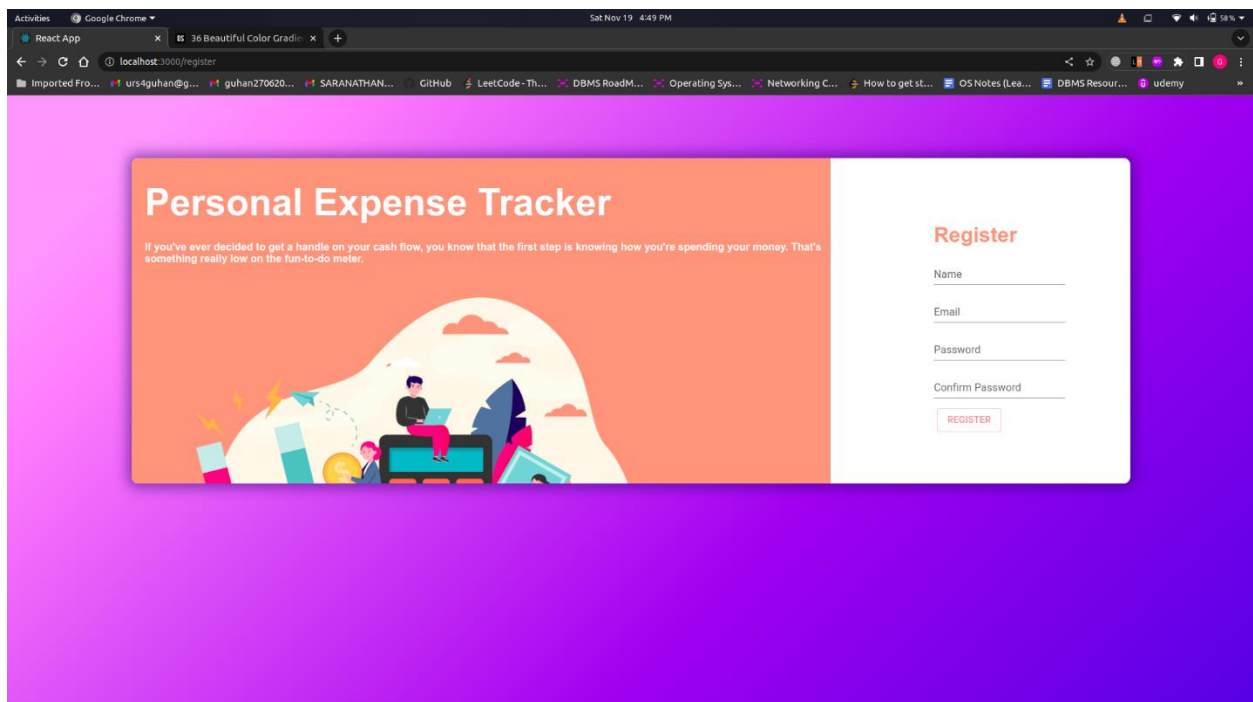 Activities Google Chrome Sat Nov 19 4:49 PM 58 %
React App 36 Beautiful Color Gradie
localhost:3000/register
Imported Fro... urs4guhan@g... guhan270620... SARANATHAN... GitHub LeetCode - Th... DBMS RoadM... Operating Sys... Networking C... How to get st... OS Notes (Lea... DBMS Resour... udemy »
Personal Expense Tracker
If you've ever decided to get a handle on your cash flow, you know that the first step is knowing how you're spending your money. That's
something really low on the fun-to-do meter.
Register
Name
Email
Password
Confirm Password
REGISTER